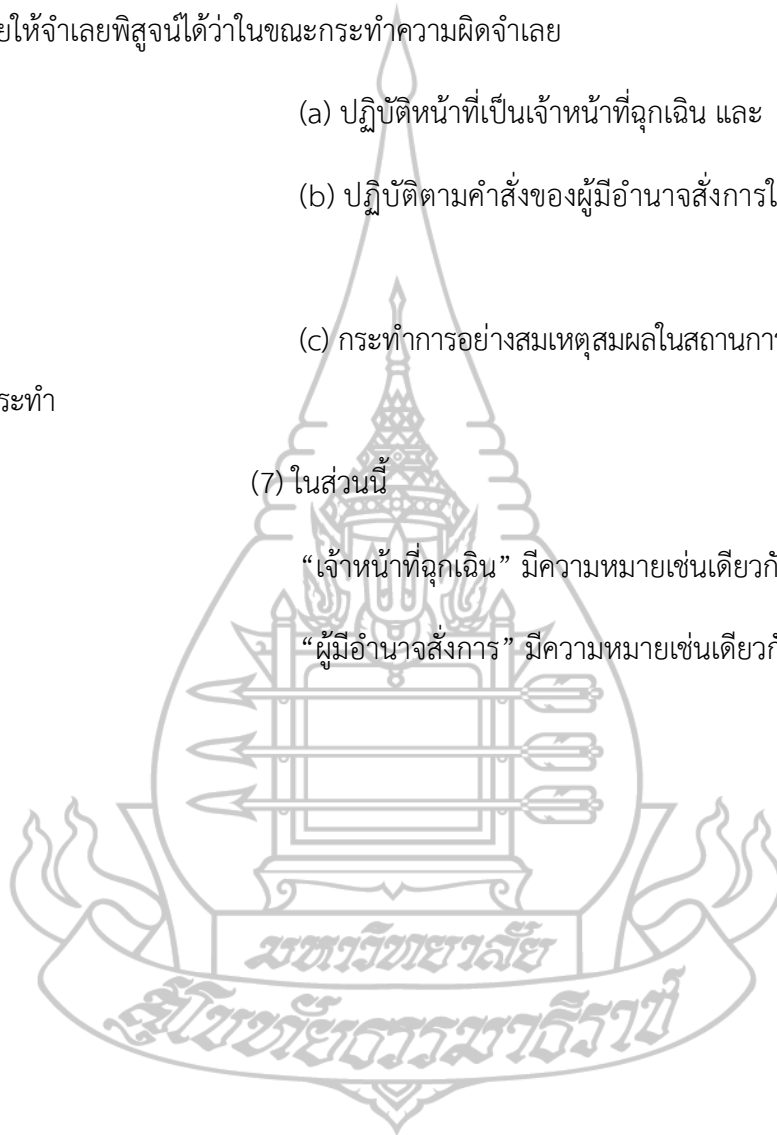 ยให้จำเลยพิสูจน์ได้ว่าในขณะกระทำความผิดจำเลย
(a) ปฏิบัติหน้าที่เป็นเจ้าหน้าที่ฉุกเฉิน และ
(b) ปฏิบัติตามคำสั่งของผู้มีอำนาจสั่งการใ
(c) กระทำการอย่างสมเหตุสมผลในสถานกา
ระทำ
(7) ในส่วนนี้
“เจ้าหน้าที่ฉุกเฉิน” มีความหมายเช่นเดียวกั
“ผู้มีอำนาจสั่งการ” มีความหมายเช่นเดียวกั
มหาวิทยาลัย
สุโขทัยธรรมาธิราช